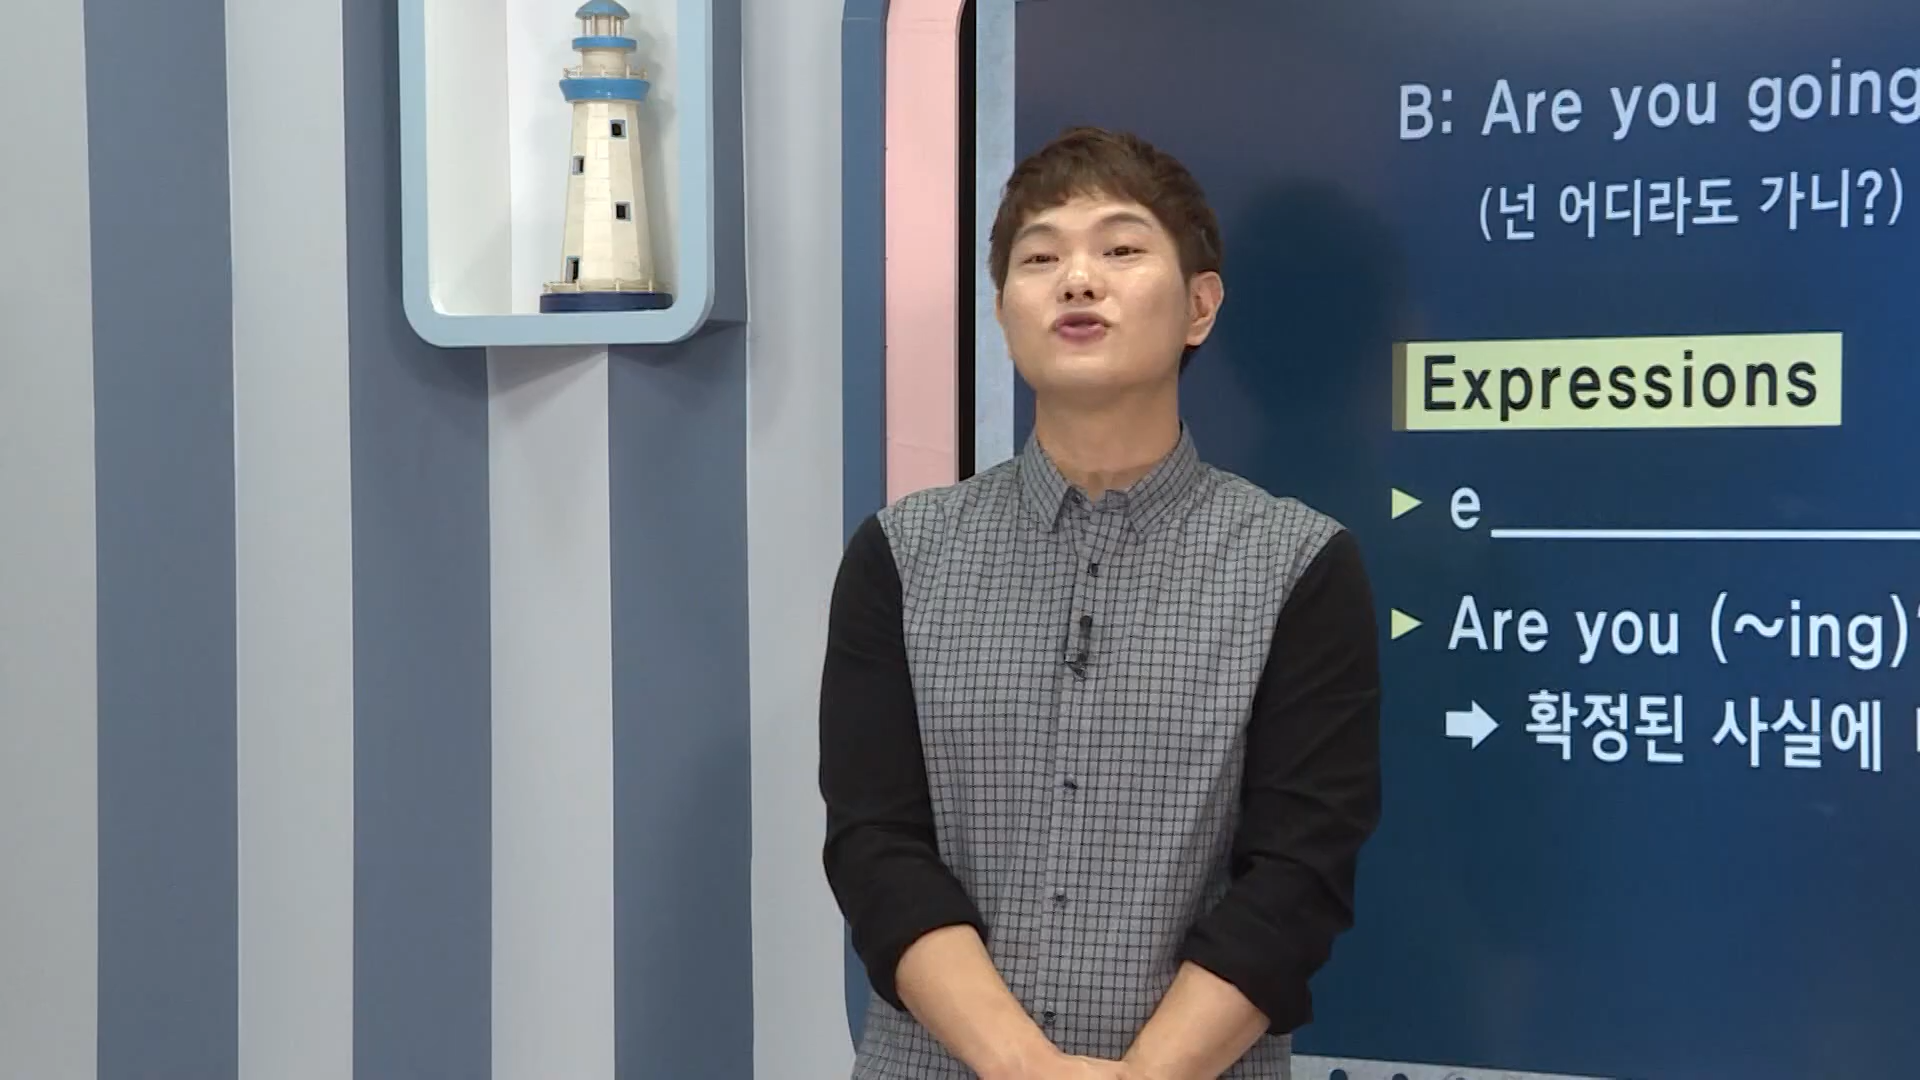 B: Are you going
(넌 어디라도 가니?)
Expressions
e
Are you (~ing)
➡ 확정된 사실에